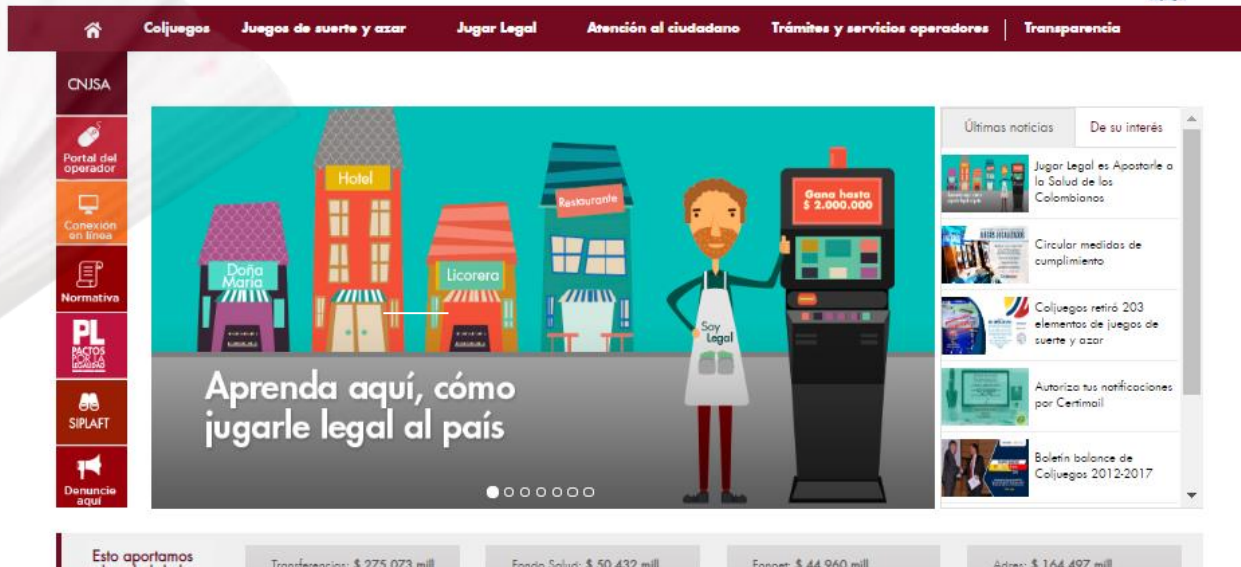 Coljuegos
Juegos de suerte y azar
Jugar Legal
Atención al ciudadano
Trámites y servicios operadores
Transparencia
CNJSA
Portal del
operador
Conexión
en línea
Normativa
PL
PACTOS
POR LA
LEGALIDAD
SIPLAFT
Denuncie
aquí
Doña
María
Hotel
Licorera
Restaurante
Soy
Legal
Gana hasta
$ 2.000.000
Aprenda aquí, cómo
jugarle legal al país
Últimas noticias
De su interés
Jugar Legal es Apostarle a
la Salud de los
Colombianos
Circular medidas de
cumplimiento
Coljuegos retiró 203
elementos de juegos de
suerte y azar
Autoriza tus notificaciones
por Certimail
Boletín balance de
Coljuegos 2012-2017
Esto aportamos
Transferencias: $ 275.073 mill
Fondo Salud: $ 50.432 mill
Fonpet: $ 44.960 mill
Adres: $ 164.497 mill